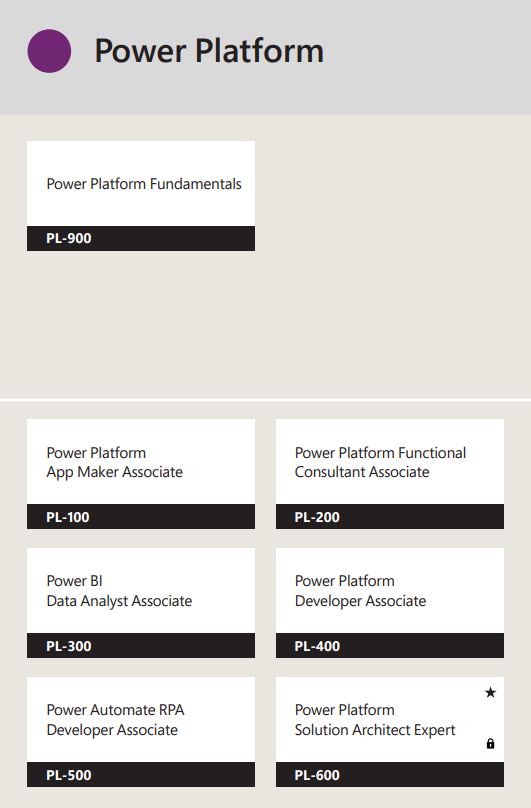 Power Platform
Power Platform Fundamentals
PL-900
Power Platform
App Maker Associate
PL-100
Power Platform Functional
Consultant Associate
PL-200
Power BI
Data Analyst Associate
PL-300
Power Platform
Developer Associate
PL-400
Power Automate RPA
Developer Associate
PL-500
Power Platform
Solution Architect Expert
PL-600